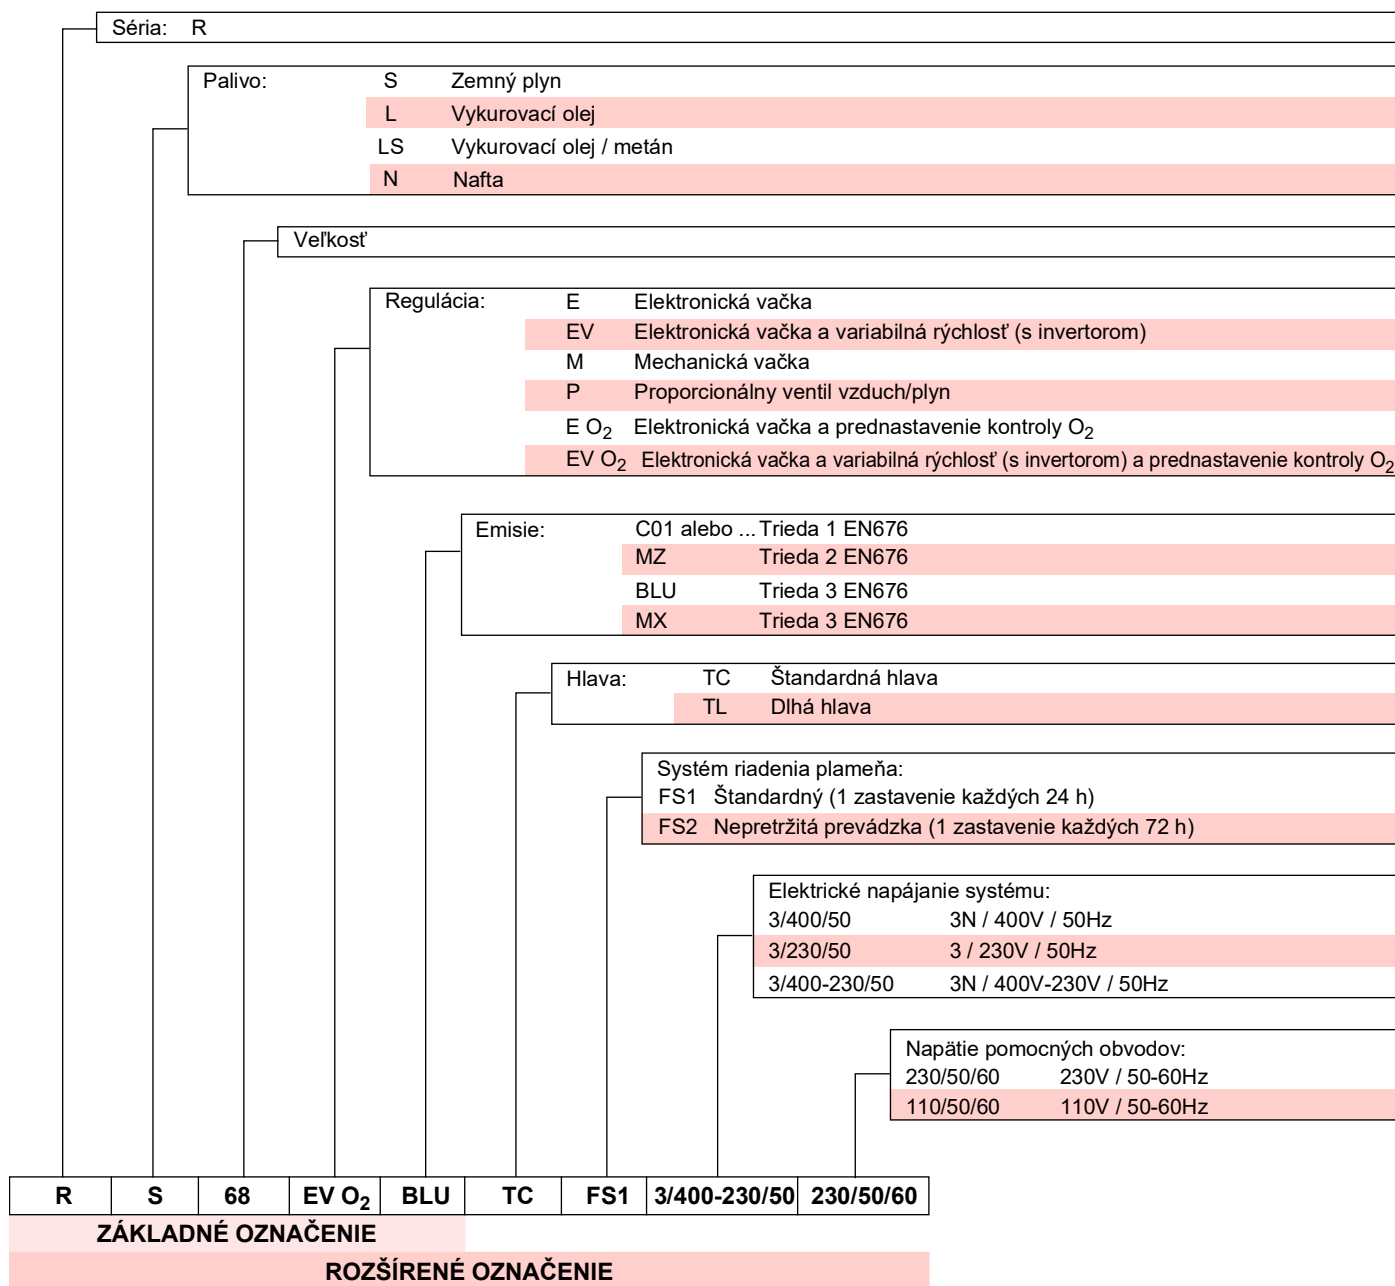 Séria: R
Palivo: S Zemný plyn
L Vykurovací olej
LS Vykurovací olej / metán
N Nafta
Veľkosť
Regulácia: E Elektronická vačka
EV Elektronická vačka a variabilná rýchlosť (s invertorom)
M Mechanická vačka
P Proporcionálny ventil vzduch/plyn
E O₂ Elektronická vačka a prednastavenie kontroly O₂
EV O₂ Elektronická vačka a variabilná rýchlosť (s invertorom) a prednastavenie kontroly O₂
Emisie: C01 alebo ... Trieda 1 EN676
MZ Trieda 2 EN676
BLU Trieda 3 EN676
MX Trieda 3 EN676
Hlava: TC Štandardná hlava
TL Dlhá hlava
Systém riadenia plameňa:
FS1 Štandardný (1 zastavenie každých 24 h)
FS2 Nepretržitá prevádzka (1 zastavenie každých 72 h)
Elektrické napájanie systému:
3/400/50 3N / 400V / 50Hz
3/230/50 3 / 230V / 50Hz
3/400-230/50 3N / 400V-230V / 50Hz
Napätie pomocných obvodov:
230/50/60 230V / 50-60Hz
110/50/60 110V / 50-60Hz
R S 68 EV O₂ BLU TC FS1 3/400-230/50 230/50/60
ZÁKLADNÉ OZNAČENIE
ROZŠÍRENÉ OZNAČENIE